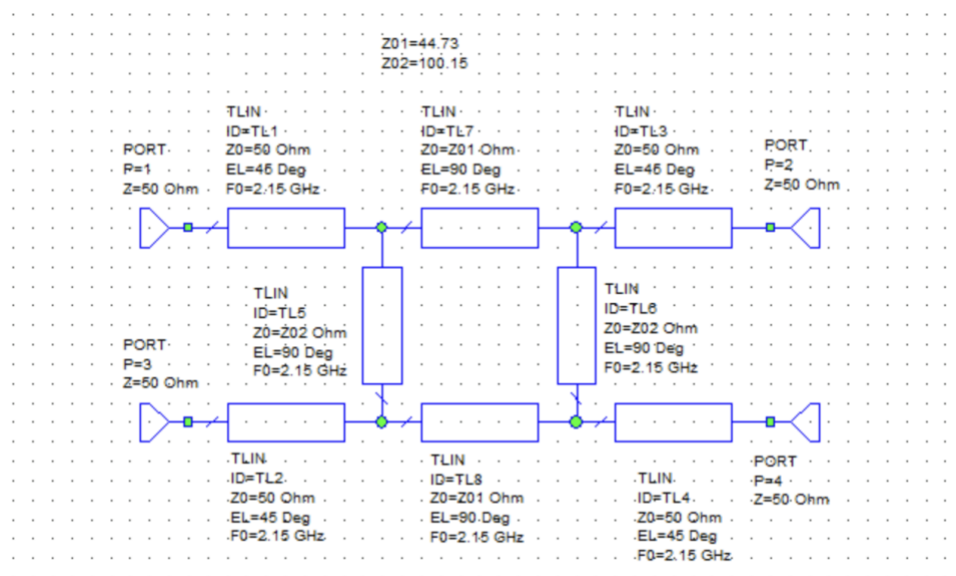 Z01=44.73
Z02=100.15
TLIN
ID=TL1
Z0=50 Ohm
EL=45 Deg
F0=2.15 GHz
TLIN
ID=TL7
Z0=Z01 Ohm
EL=90 Deg
F0=2.15 GHz
TLIN
ID=TL3
Z0=50 Ohm
EL=45 Deg
F0=2.15 GHz
PORT
P=1
Z=50 Ohm
PORT
P=2
Z=50 Ohm
TLIN
ID=TL5
Z0=Z02 Ohm
EL=90 Deg
F0=2.15 GHz
TLIN
ID=TL6
Z0=Z02 Ohm
EL=90 Deg
F0=2.15 GHz
PORT
P=3
Z=50 Ohm
TLIN
ID=TL2
Z0=50 Ohm
EL=45 Deg
F0=2.15 GHz
TLIN
ID=TL8
Z0=Z01 Ohm
EL=90 Deg
F0=2.15 GHz
TLIN
ID=TL4
Z0=50 Ohm
EL=45 Deg
F0=2.15 GHz
PORT
P=4
Z=50 Ohm